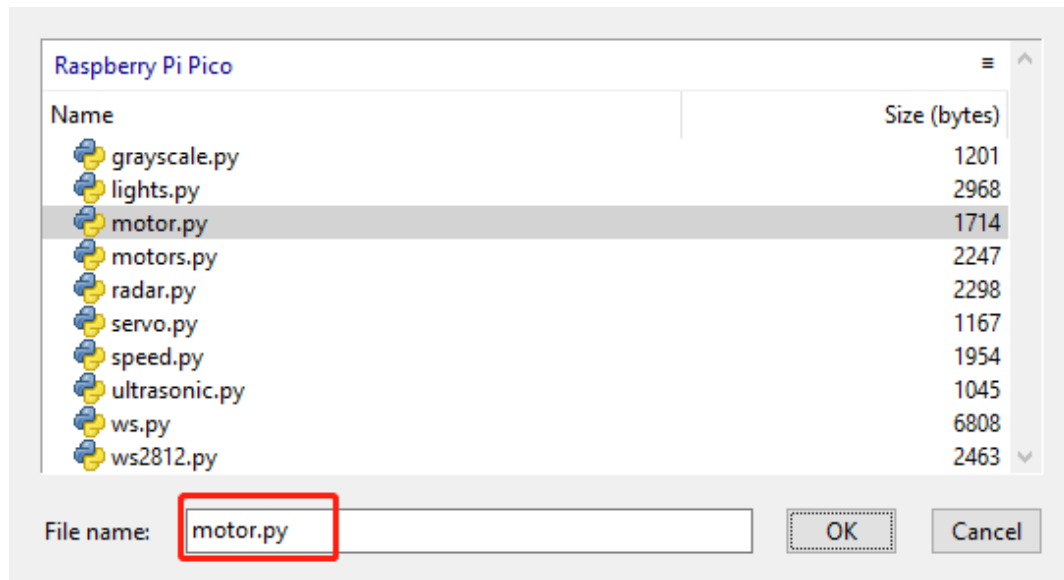 Raspberry Pi Pico ≡
Name Size (bytes)
grayscale.py 1201
lights.py 2968
motor.py 1714
motors.py 2247
radar.py 2298
servo.py 1167
speed.py 1954
ultrasonic.py 1045
ws.py 6808
ws2812.py 2463
File name: motor.py OK Cancel